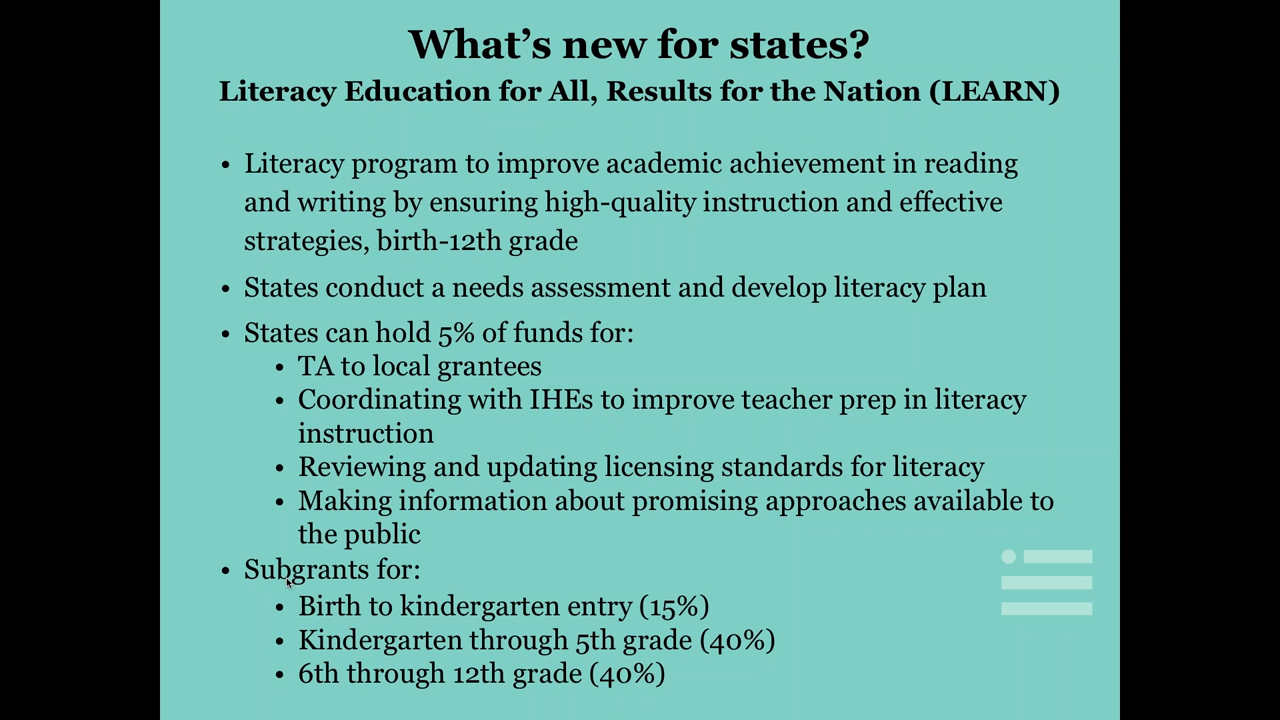 What's new for states?
Literacy Education for All, Results for the Nation (LEARN)
• Literacy program to improve academic achievement in reading
and writing by ensuring high-quality instruction and effective
strategies, birth-12th grade
• States conduct a needs assessment and develop literacy plan
• States can hold 5% of funds for:
• TA to local grantees
• Coordinating with IHEs to improve teacher prep in literacy
instruction
• Reviewing and updating licensing standards for literacy
• Making information about promising approaches available to
the public
• Subgrants for:
• Birth to kindergarten entry (15%)
• Kindergarten through 5th grade (40%)
• 6th through 12th grade (40%)